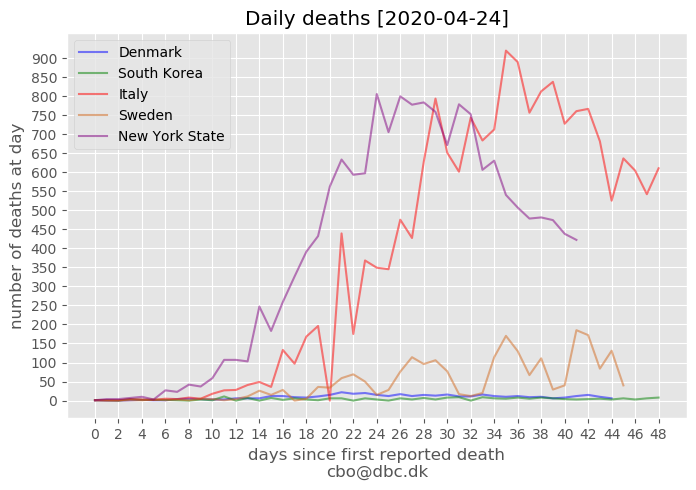 Daily deaths [2020-04-24]
Denmark
South Korea
Italy
Sweden
New York State
number of deaths at day
900
850
800
750
700
650
600
550
500
450
400
350
300
250
200
150
100
50
0
0 2 4 6 8 10 12 14 16 18 20 22 24 26 28 30 32 34 36 38 40 42 44 46 48
days since first reported death
cbo@dbc.dk